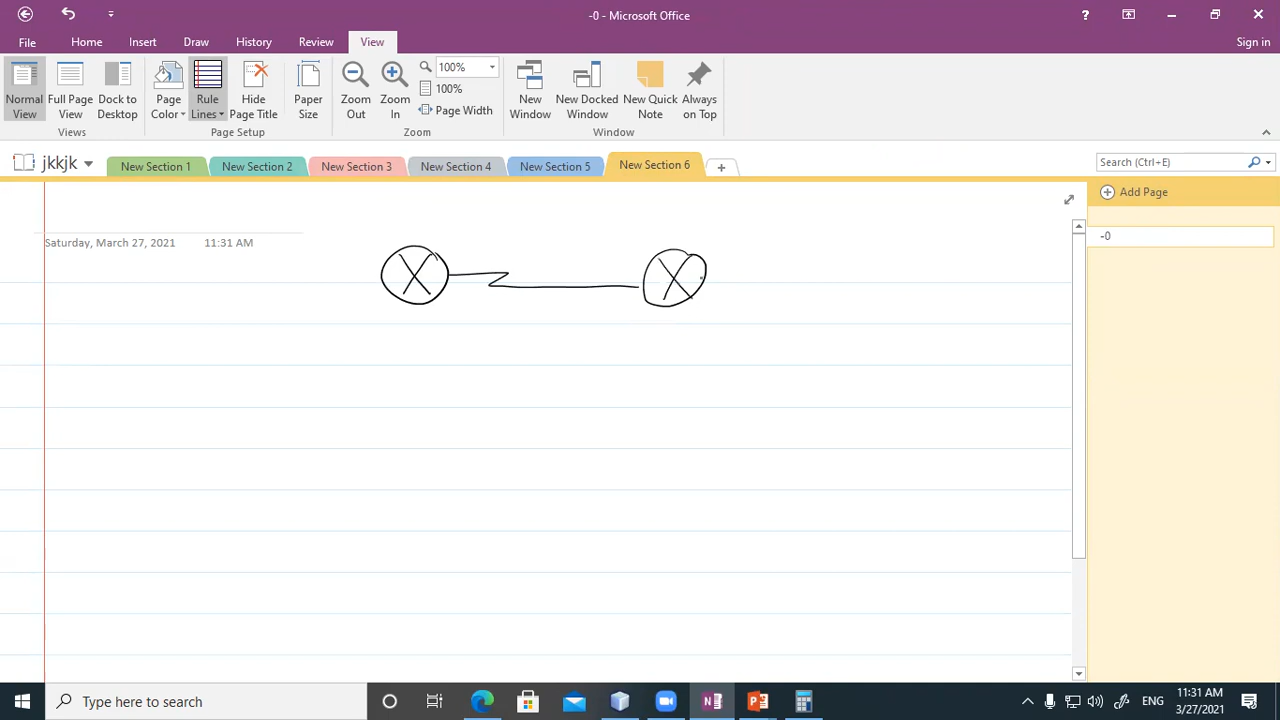 -0 - Microsoft Office
Sign in
File Home Insert Draw History Review View
Normal View
Full Page View
Dock to Desktop
Views
Page Color
Rule Lines
Hide Page Title
Paper Size
Page Setup
Zoom Out
Zoom In
100%
100%
Page Width
Zoom
New Window
New Docked Window
New Quick Note
Always on Top
Window
jkkjk
New Section 1 New Section 2 New Section 3 New Section 4 New Section 5 New Section 6
Search (Ctrl+E)
Add Page
-0
Saturday, March 27, 2021 11:31 AM
Type here to search
ENG
11:31 AM
3/27/2021